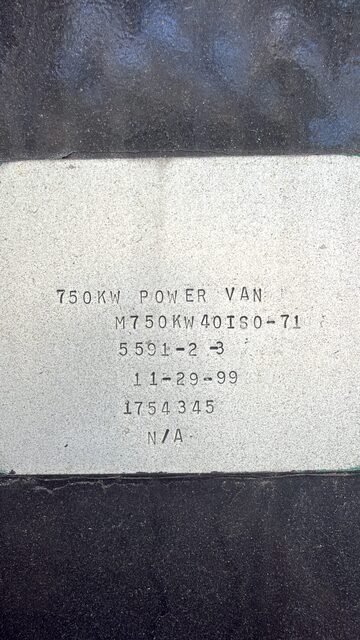 750KW POWER VAN
M750KW40ISO-71
5591-2-3
11-29-99
1754345
N/A